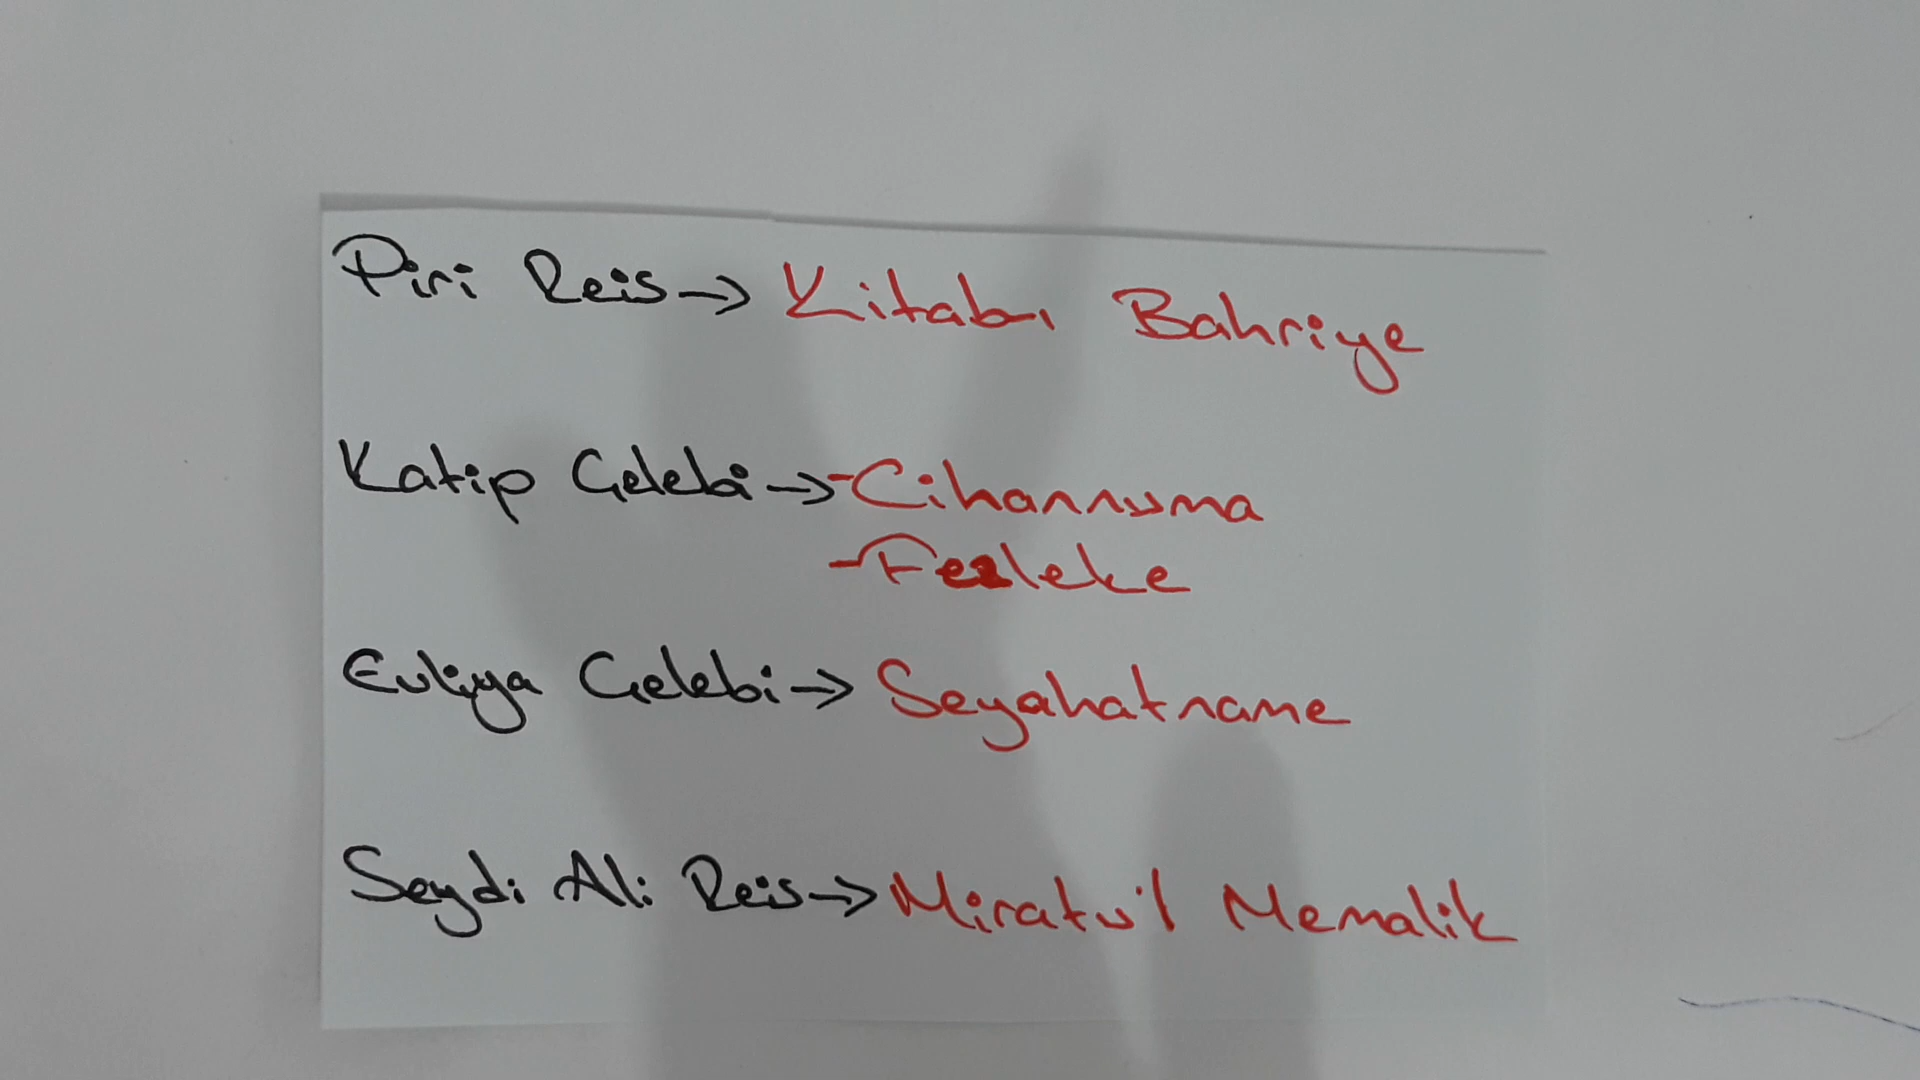 Piri Reis → Kitabı Bahriye
Katip Çelebi → - Cihannuma
- Fezleke
Evliya Çelebi → Seyahatname
Seydi Ali Reis → Miratu'l Memalik